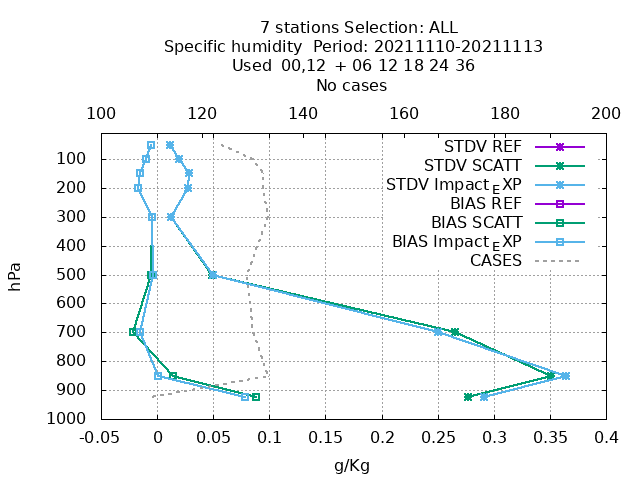 7 stations Selection: ALL
Specific humidity  Period: 20211110-20211113
Used  00,12  + 06 12 18 24 36
No cases
100 120 140 160 180 200
STDV REF
STDV SCATT
STDV Impact_EXP
BIAS REF
BIAS SCATT
BIAS Impact_EXP
CASES
hPa
100
200
300
400
500
600
700
800
900
1000
-0.05 0 0.05 0.1 0.15 0.2 0.25 0.3 0.35 0.4
g/Kg